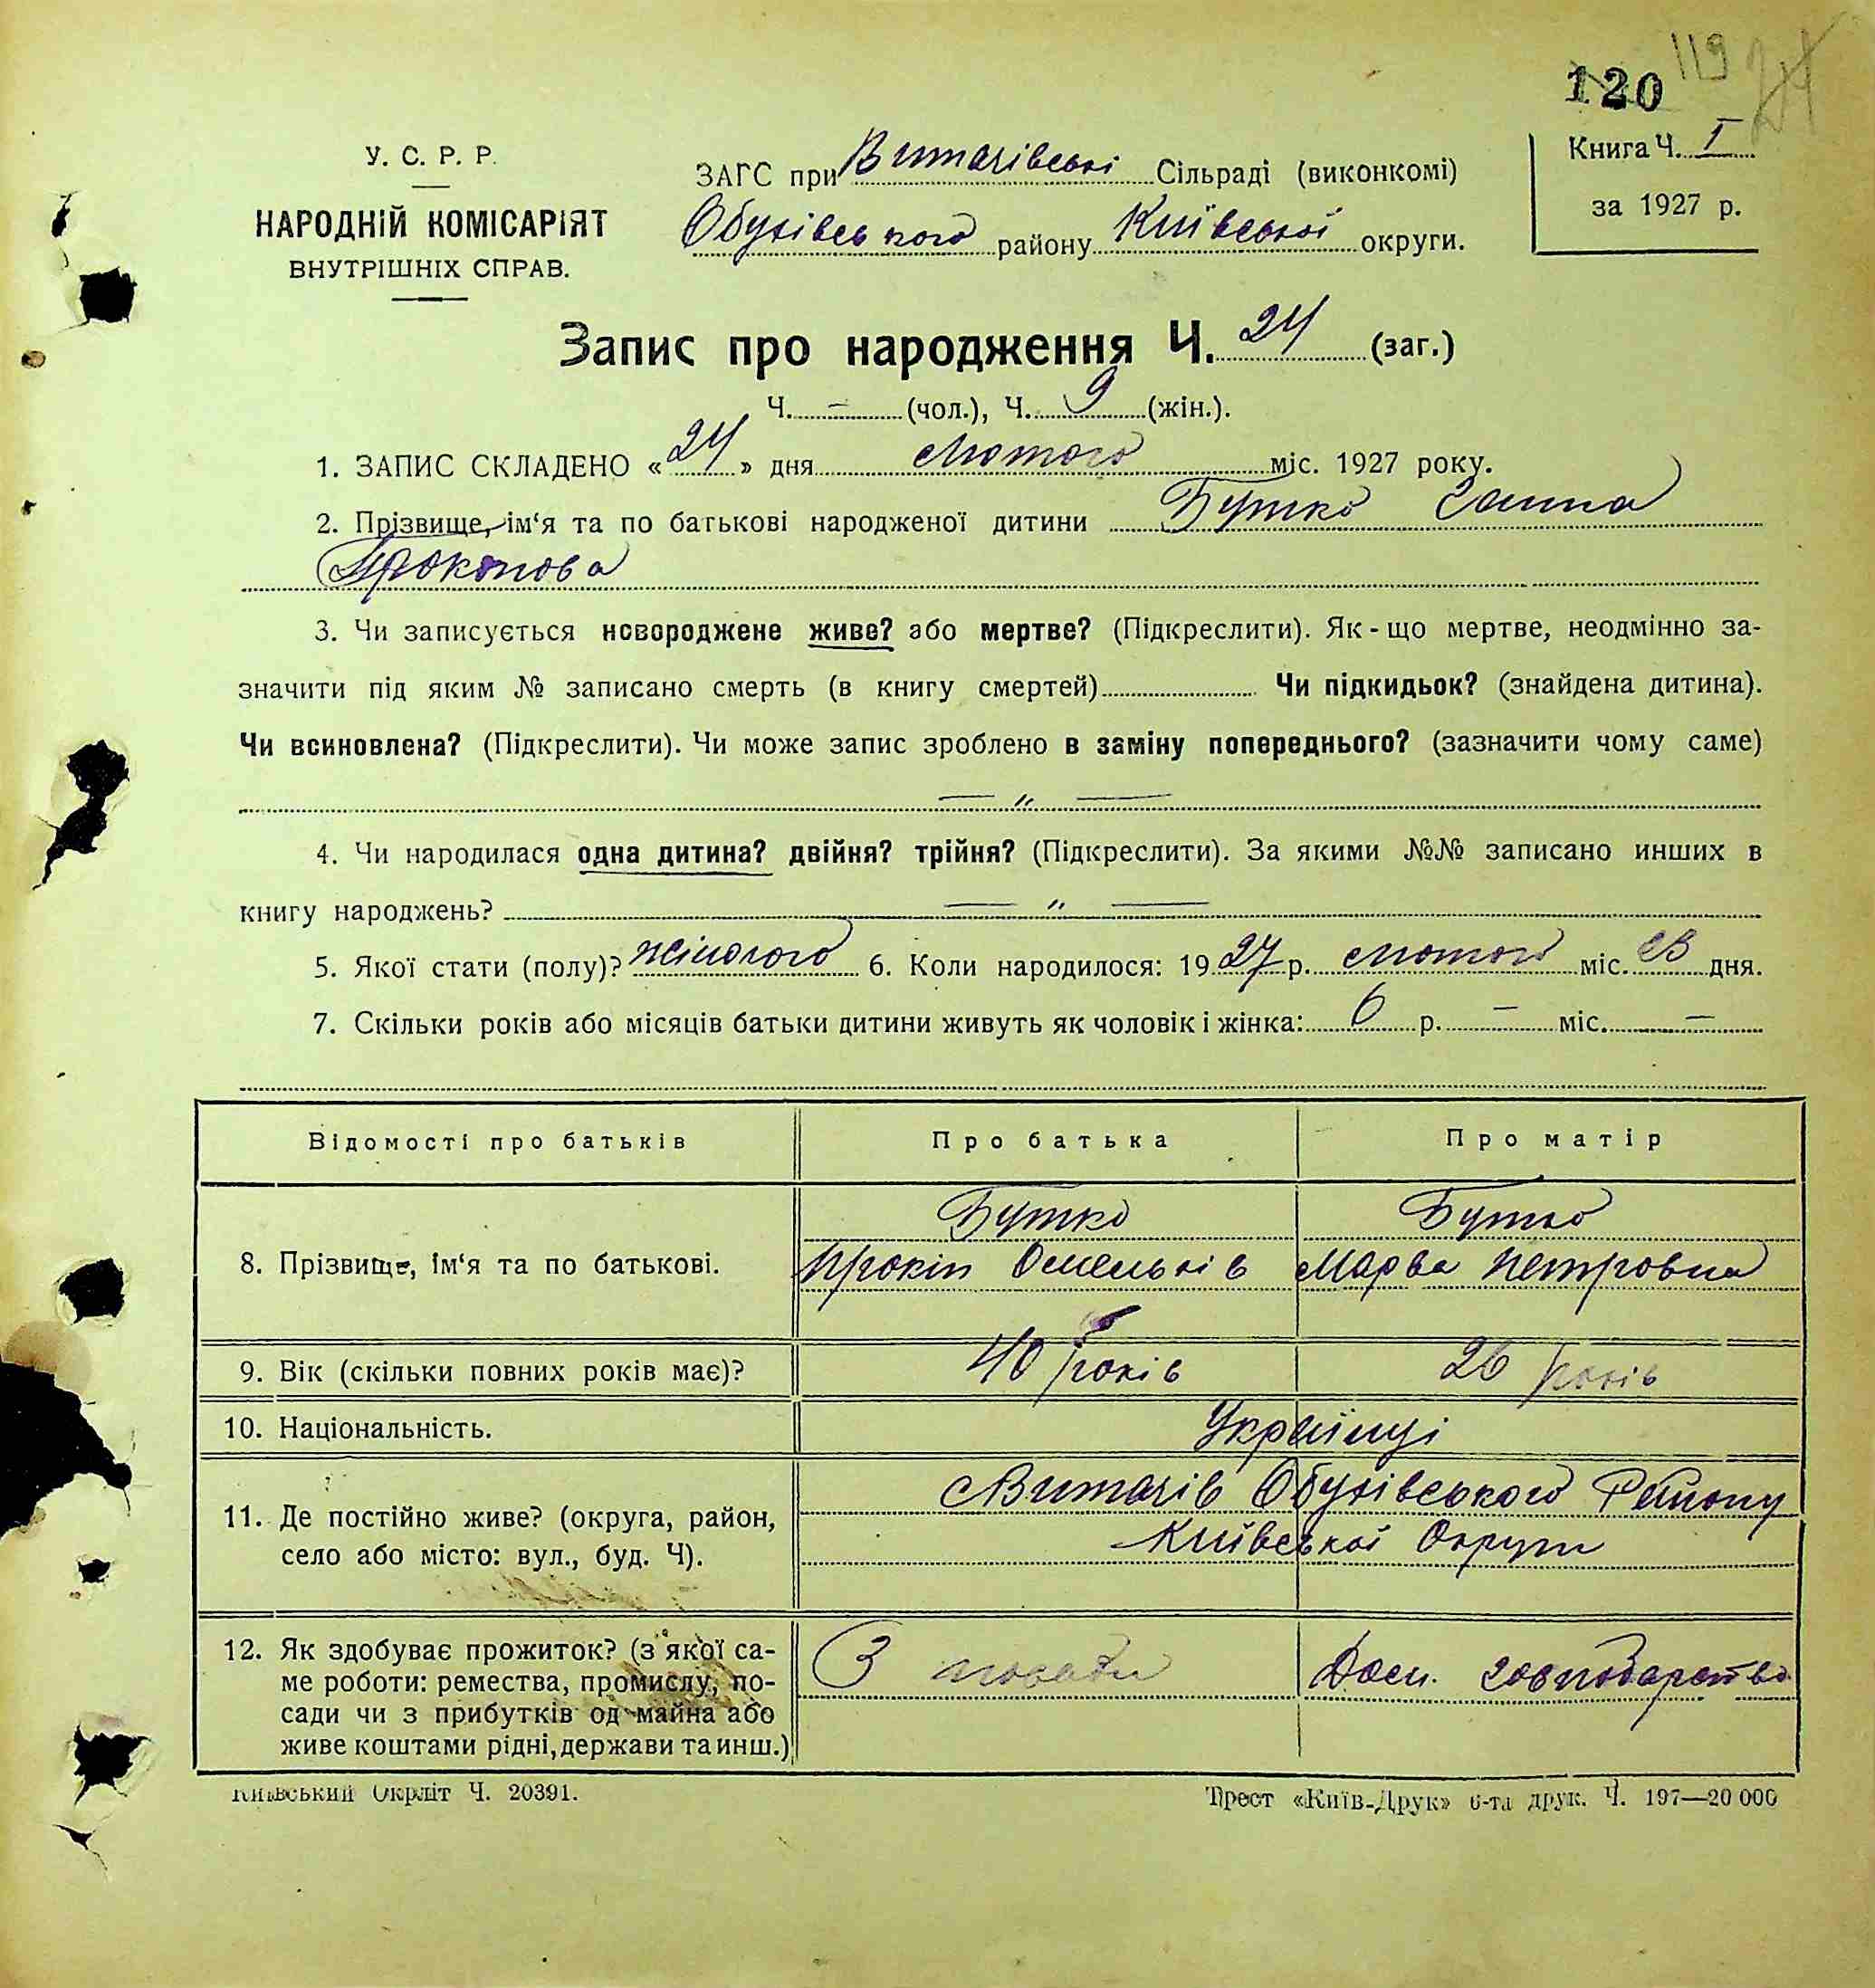 120 119 24
У. С. Р. Р.
НАРОДНІЙ КОМІСАРІЯТ
ВНУТРІШНІХ СПРАВ.
ЗАГС при Витачівські Сільраді (виконкомі)
Обухівського району Київської округи.
Книга Ч. I
за 1927 р.
Запис про народження Ч. 24 (заг.)
Ч. – (чол.), Ч. 9 (жін.).
1. ЗАПИС СКЛАДЕНО «24» дня Лютого міс. 1927 року.
2. Прізвище, ім‘я та по батькові народженої дитини Бутко Ганна
Прокопова
3. Чи записується новороджене живе? або мертве? (Підкреслити). Як-що мертве, неодмінно за-
значити під яким № записано смерть (в книгу смертей) Чи підкидьок? (знайдена дитина).
Чи всиновлена? (Підкреслити). Чи може запис зроблено в заміну попереднього? (зазначити чому саме)
— „ —
4. Чи народилася одна дитина? двійня? трійня? (Підкреслити). За якими №№ записано инших в
книгу народжень? — „ —
5. Якої стати (полу)? жіночого 6. Коли народилося: 1927 р. Лютого міс. 23 дня.
7. Скільки років або місяців батьки дитини живуть як чоловік і жінка: 6 р. – міс. –
Відомості про батьків Про батька Про матір
8. Прізвище, ім‘я та по батькові.
Бутко
Прокіп Омельків
Бутко
Марва Петровна
9. Вік (скільки повних років має)? 40 років 26 років
10. Національність. Українці
11. Де постійно живе? (округа, район,
село або місто: вул., буд. Ч).
Витачів Обухівського Району
Київської Округи
12. Як здобуває прожиток? (з якої са-
ме роботи: ремества, промислу, по-
сади чи з прибутків од майна або
живе коштами рідні, держави та инш.)
З посади
Дом. господарство
Київський Окрліт Ч. 20391.
Трест «Київ-Друк» 6-та друк. Ч. 197—20 000